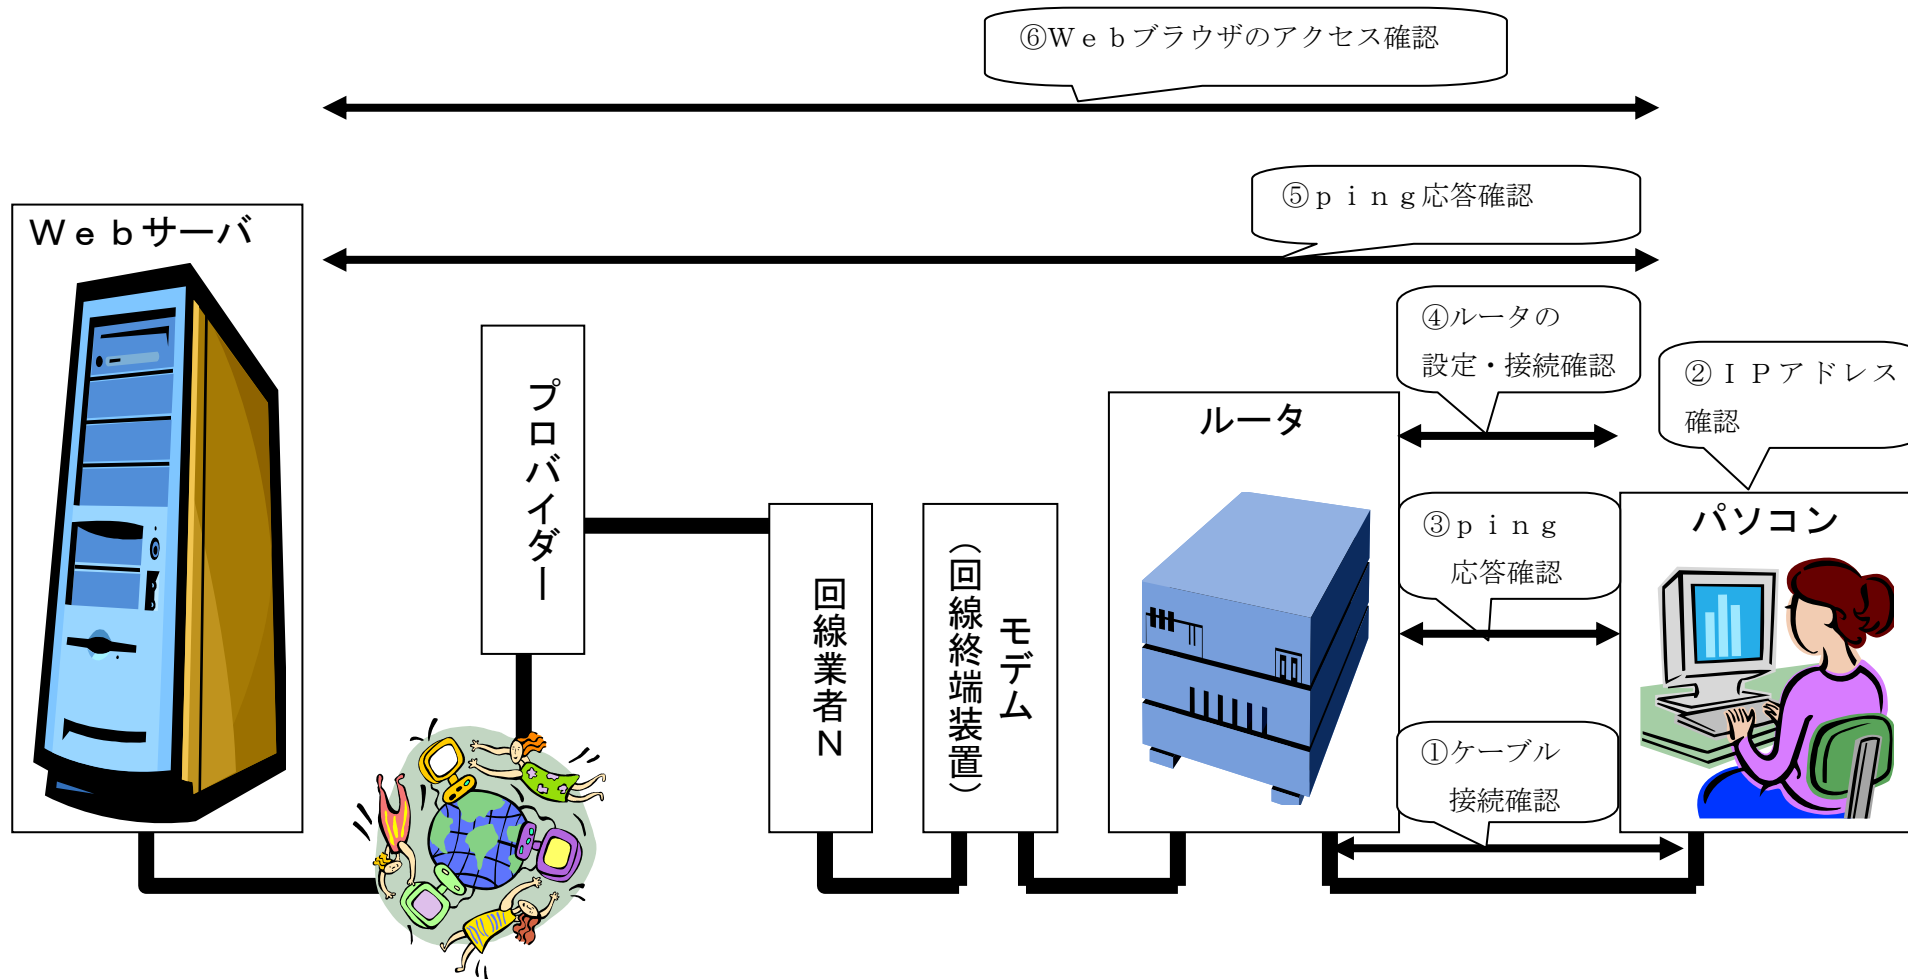 ⑥Ｗｅｂブラウザのアクセス確認
⑤ｐｉｎｇ応答確認
Ｗｅｂサーバ
④ルータの
設定・接続確認
②ＩＰアドレス
確認
プロバイダー
ルータ
③ｐｉｎｇ
応答確認
パソコン
回線業者Ｎ
モデム
（回線終端装置）
①ケーブル
接続確認